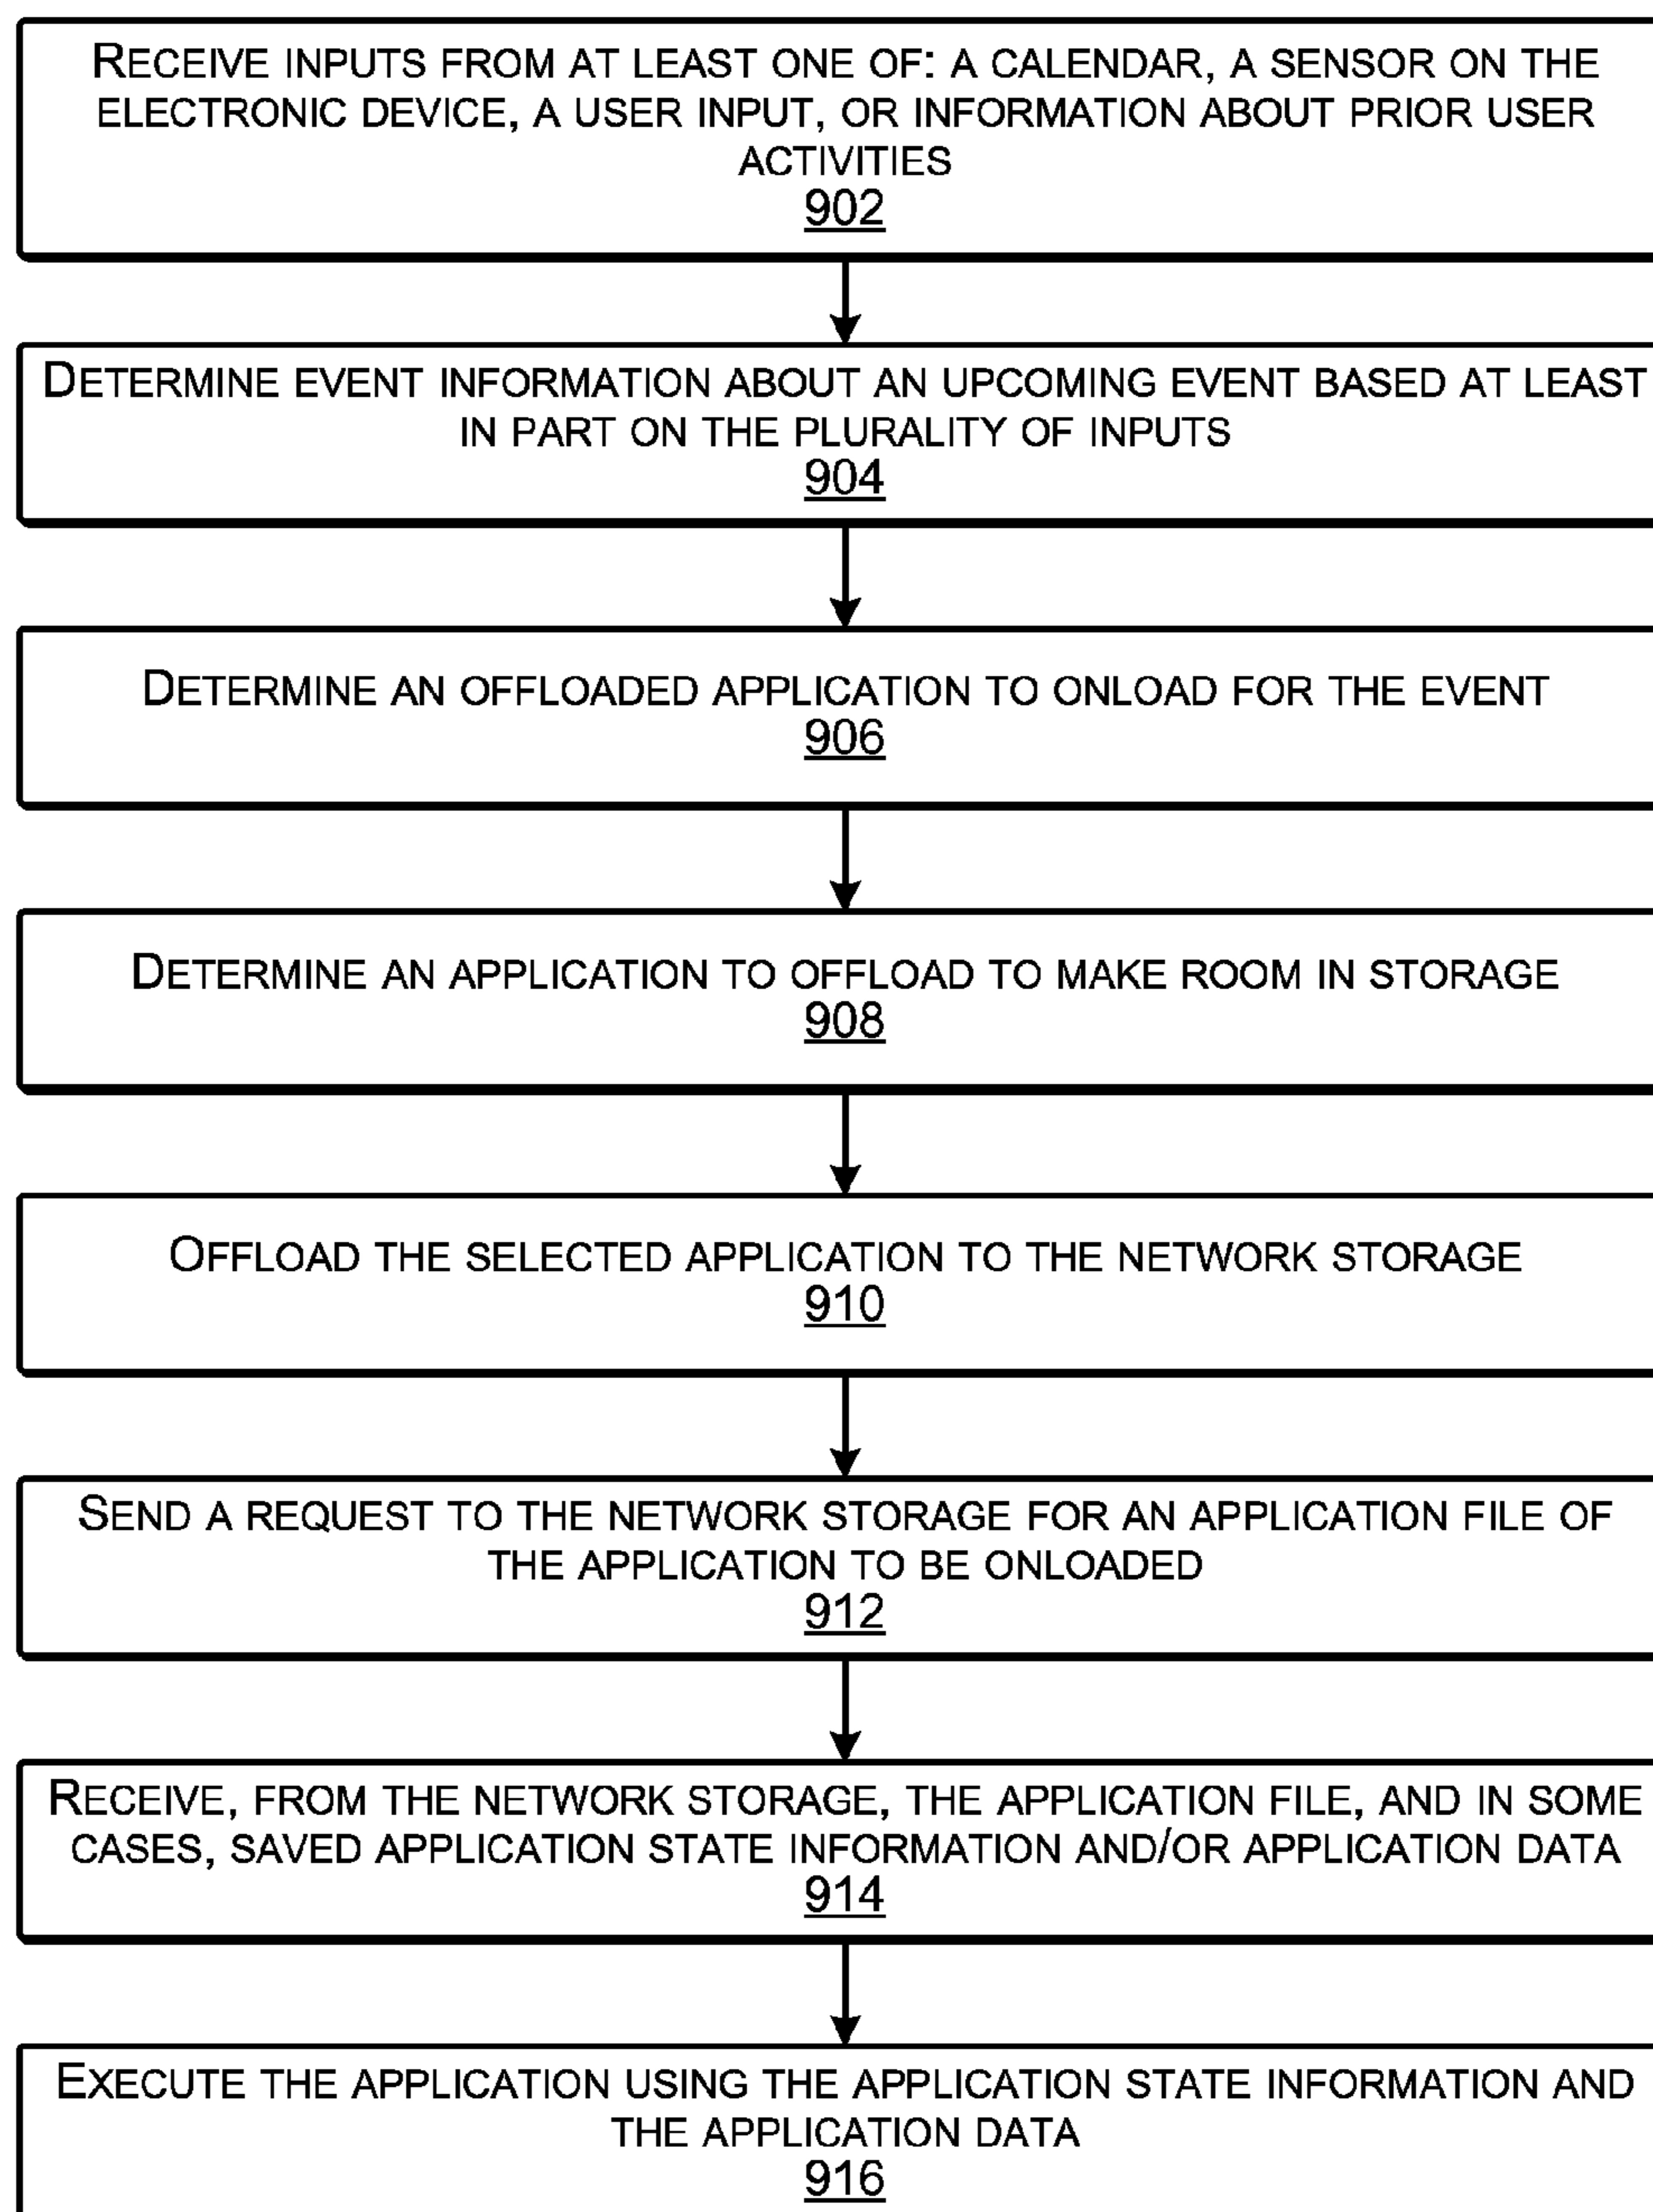 RECEIVE INPUTS FROM AT LEAST ONE OF: A CALENDAR, A SENSOR ON THE
ELECTRONIC DEVICE, A USER INPUT, OR INFORMATION ABOUT PRIOR USER
ACTIVITIES
902
DETERMINE EVENT INFORMATION ABOUT AN UPCOMING EVENT BASED AT LEAST
IN PART ON THE PLURALITY OF INPUTS
904
DETERMINE AN OFFLOADED APPLICATION TO ONLOAD FOR THE EVENT
906
DETERMINE AN APPLICATION TO OFFLOAD TO MAKE ROOM IN STORAGE
908
OFFLOAD THE SELECTED APPLICATION TO THE NETWORK STORAGE
910
SEND A REQUEST TO THE NETWORK STORAGE FOR AN APPLICATION FILE OF
THE APPLICATION TO BE ONLOADED
912
RECEIVE, FROM THE NETWORK STORAGE, THE APPLICATION FILE, AND IN SOME
CASES, SAVED APPLICATION STATE INFORMATION AND/OR APPLICATION DATA
914
EXECUTE THE APPLICATION USING THE APPLICATION STATE INFORMATION AND
THE APPLICATION DATA
916